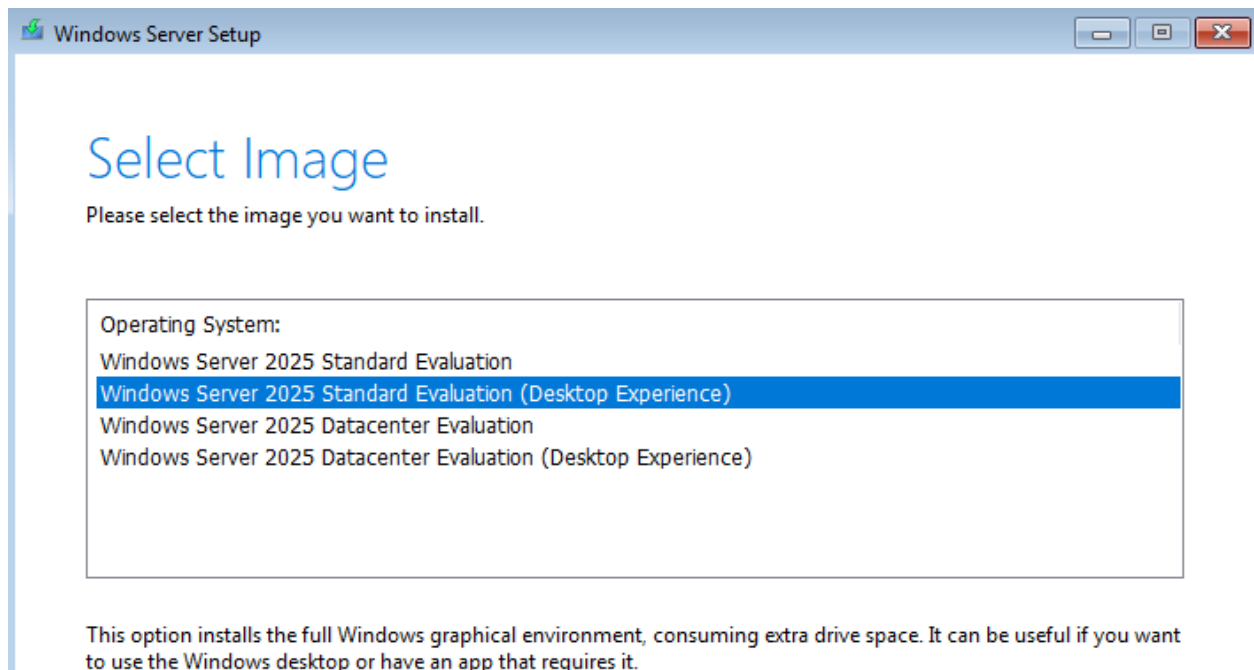 Windows Server Setup
Select Image
Please select the image you want to install.
Operating System:
Windows Server 2025 Standard Evaluation
Windows Server 2025 Standard Evaluation (Desktop Experience)
Windows Server 2025 Datacenter Evaluation
Windows Server 2025 Datacenter Evaluation (Desktop Experience)
This option installs the full Windows graphical environment, consuming extra drive space. It can be useful if you want
to use the Windows desktop or have an app that requires it.